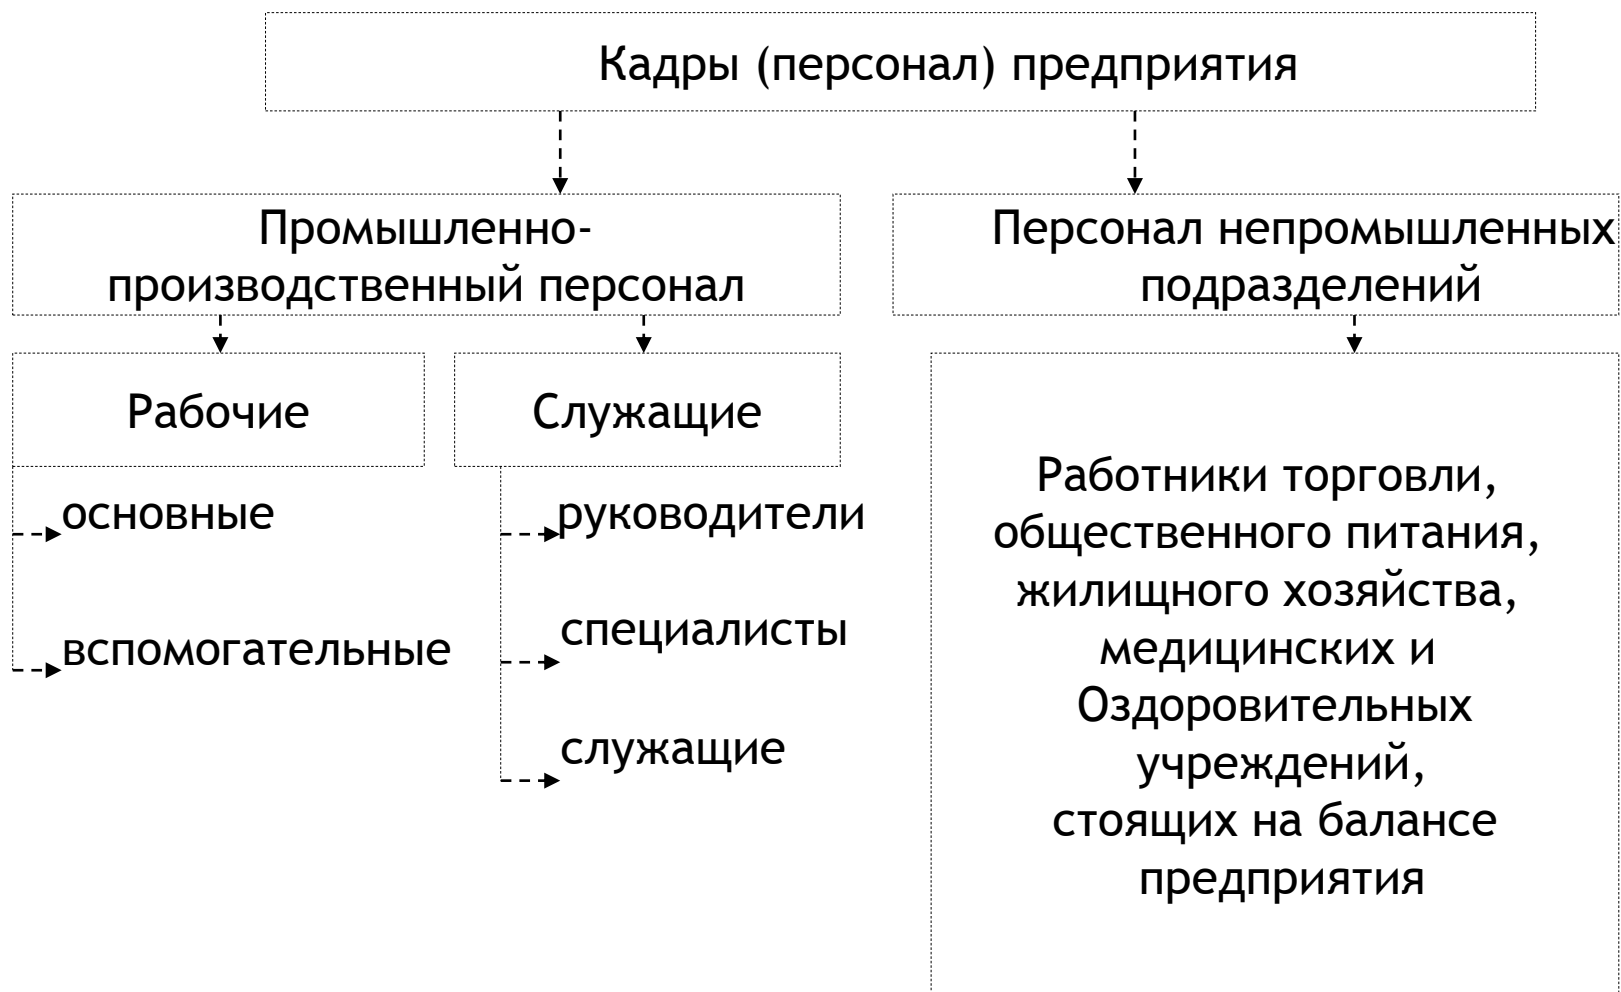 Кадры (персонал) предприятия
Промышленно-
производственный персонал
Персонал непромышленных
подразделений
Рабочие
Служащие
основные
вспомогательные
руководители
специалисты
служащие
Работники торговли,
общественного питания,
жилищного хозяйства,
медицинских и
Оздоровительных
учреждений,
стоящих на балансе
предприятия